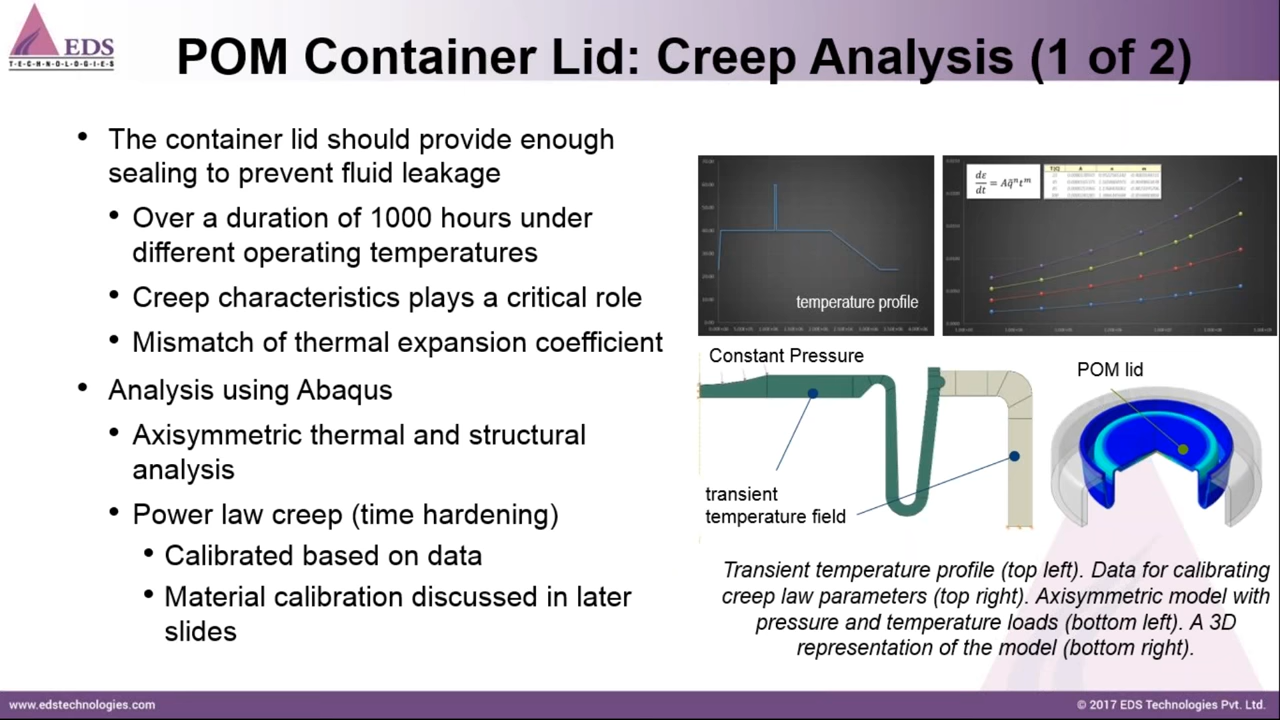 EDS
TECHNOLOGIES
POM Container Lid: Creep Analysis (1 of 2)
• The container lid should provide enough
sealing to prevent fluid leakage
• Over a duration of 1000 hours under
different operating temperatures
• Creep characteristics plays a critical role
• Mismatch of thermal expansion coefficient
• Analysis using Abaqus
• Axisymmetric thermal and structural
analysis
• Power law creep (time hardening)
• Calibrated based on data
• Material calibration discussed in later
slides
temperature profile
dε/dt = Aq̃ⁿtᵐ
T(C) A n m
Constant Pressure
POM lid
transient
temperature field
Transient temperature profile (top left). Data for calibrating
creep law parameters (top right). Axisymmetric model with
pressure and temperature loads (bottom left). A 3D
representation of the model (bottom right).
www.edstechnologies.com
© 2017 EDS Technologies Pvt. Ltd.